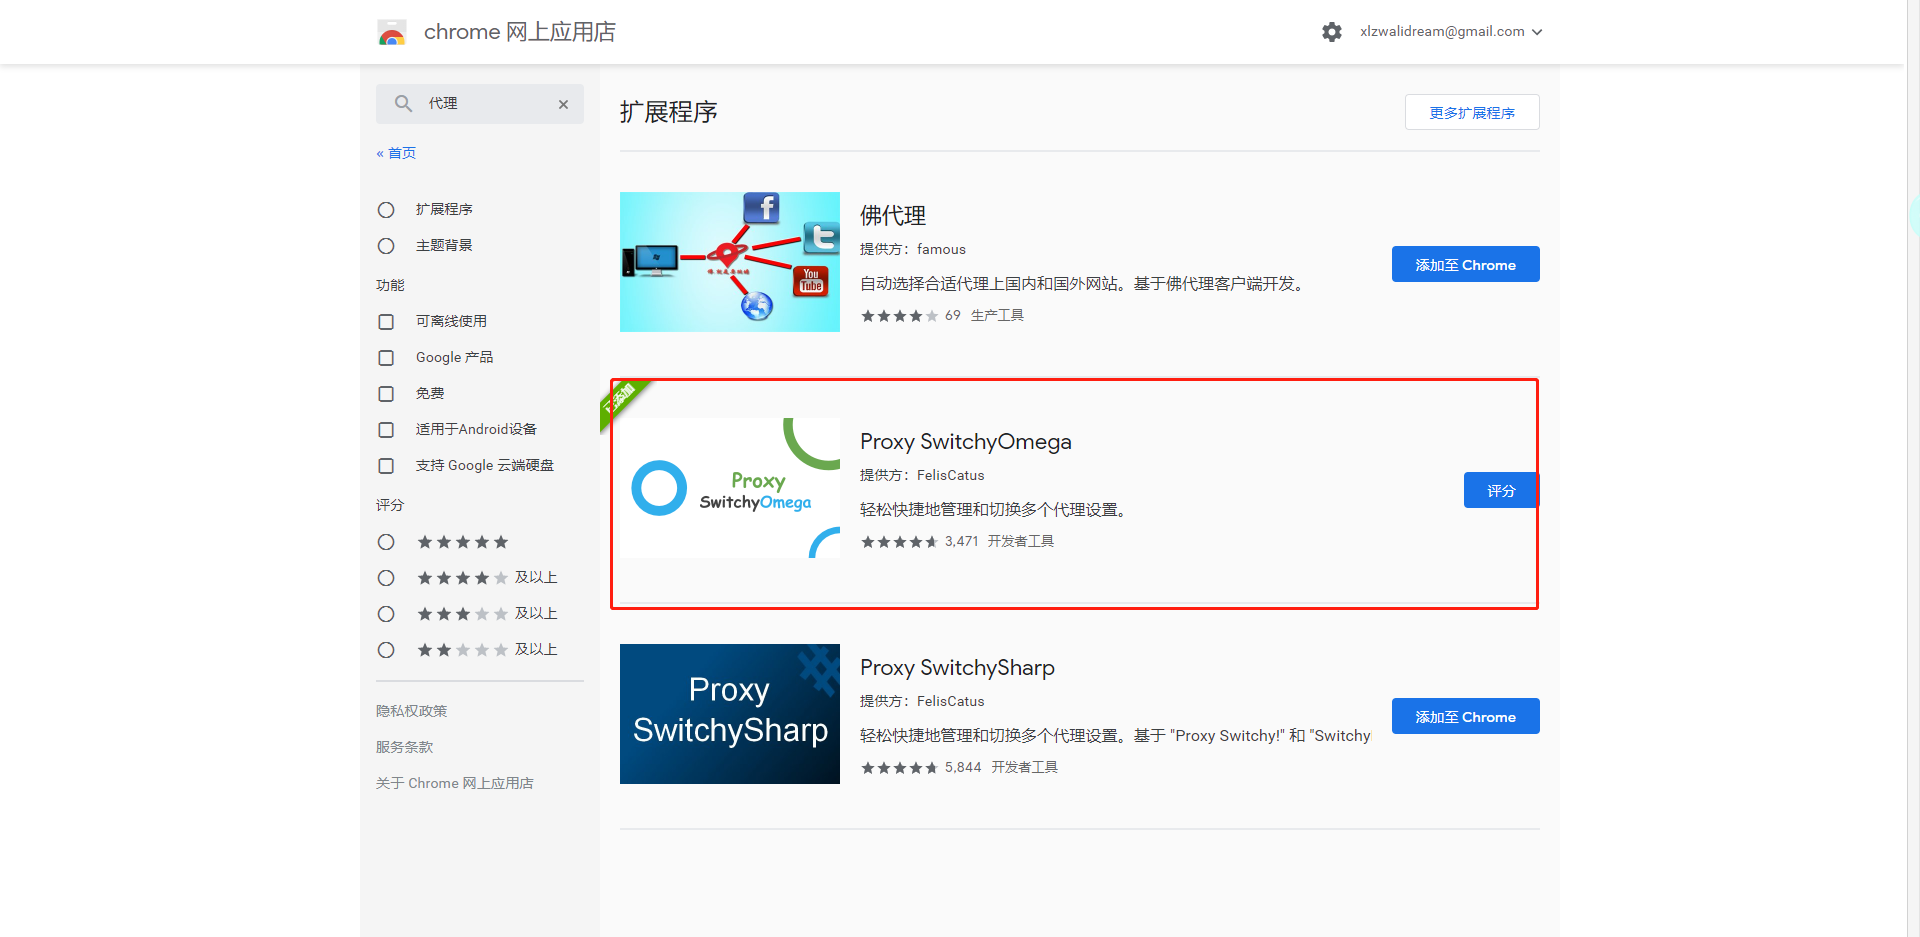 chrome 网上应用店
xlzwalidream@gmail.com
代理
« 首页
扩展程序
主题背景
功能
可离线使用
Google 产品
免费
适用于Android设备
支持 Google 云端硬盘
评分
及以上
及以上
及以上
隐私权政策
服务条款
关于 Chrome 网上应用店
扩展程序
更多扩展程序
You
Tube
佛代理
提供方：famous
自动选择合适代理上国内和国外网站。基于佛代理客户端开发。
69 生产工具
添加至 Chrome
已添加
Proxy
SwitchyOmega
Proxy SwitchyOmega
提供方：FelisCatus
轻松快捷地管理和切换多个代理设置。
3,471 开发者工具
评分
Proxy
SwitchySharp
Proxy SwitchySharp
提供方：FelisCatus
轻松快捷地管理和切换多个代理设置。基于 "Proxy Switchy!" 和 "Switchy
5,844 开发者工具
添加至 Chrome